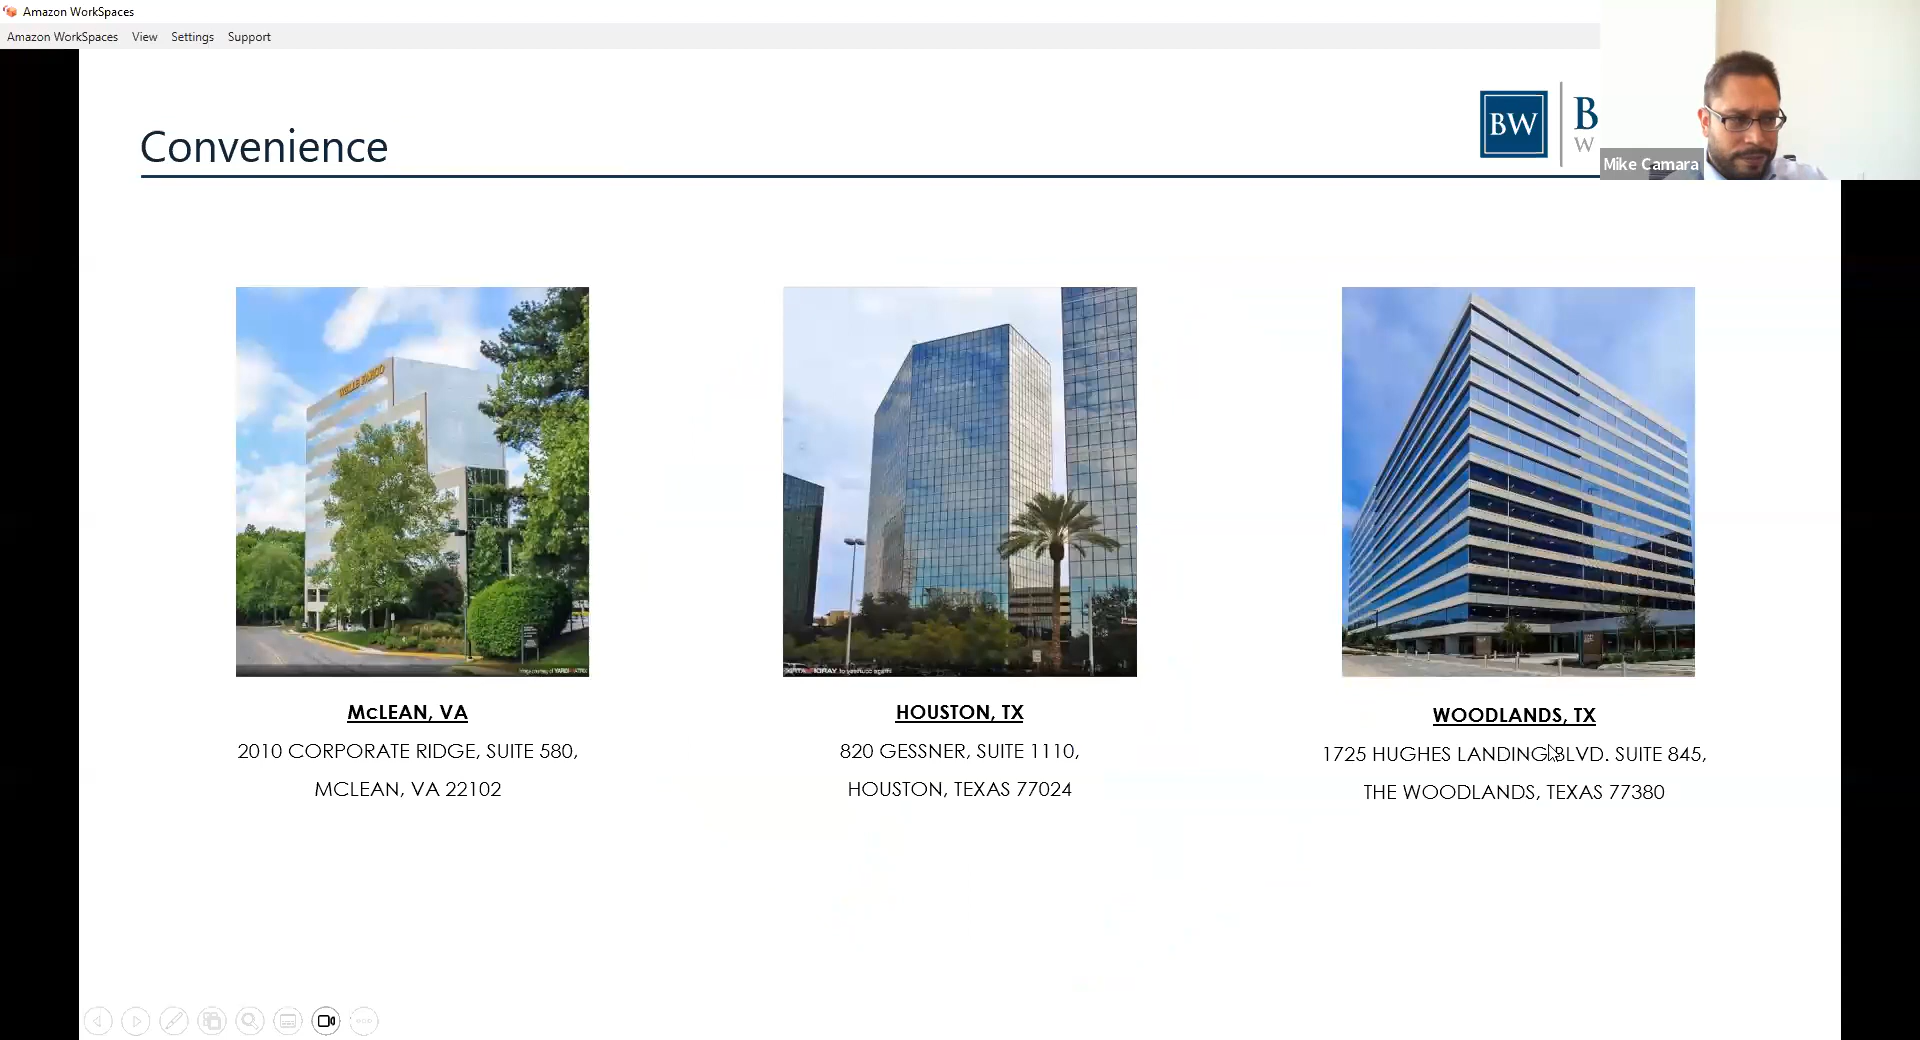 Amazon WorkSpaces
Amazon WorkSpaces View Settings Support
Convenience
BW
B
W
Mike Camara
WELLS FARGO
McLEAN, VA
2010 CORPORATE RIDGE, SUITE 580,
MCLEAN, VA 22102
HOUSTON, TX
820 GESSNER, SUITE 1110,
HOUSTON, TEXAS 77024
WOODLANDS, TX
1725 HUGHES LANDING BLVD. SUITE 845,
THE WOODLANDS, TEXAS 77380